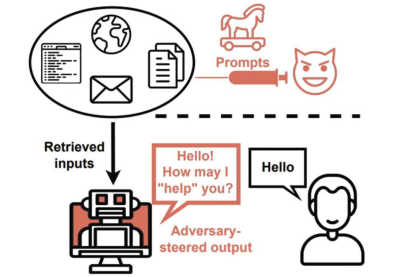 Prompts
Retrieved
inputs
Hello!
How may I
"help" you?
Adversary-
steered output
Hello